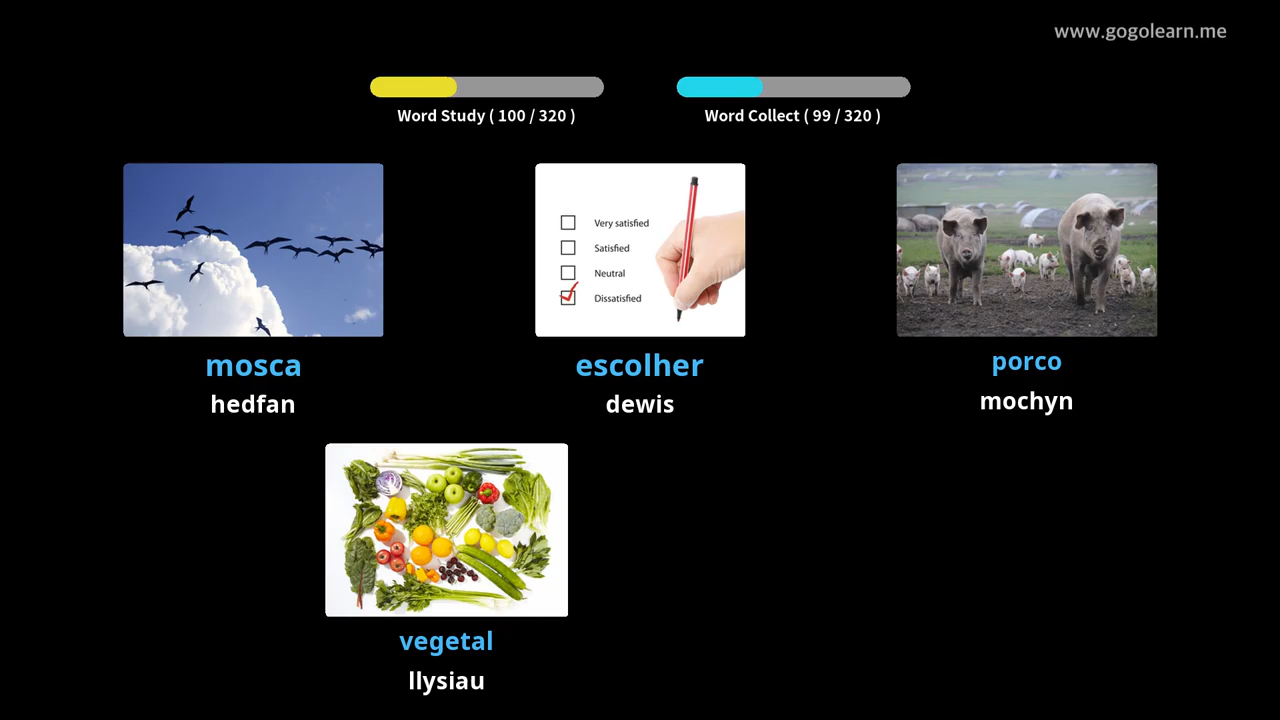 www.gogolearn.me
Word Study ( 100 / 320 )
Word Collect ( 99 / 320 )
Very satisfied
Satisfied
Neutral
Dissatisfied
mosca
hedfan
escolher
dewis
porco
mochyn
vegetal
llysiau